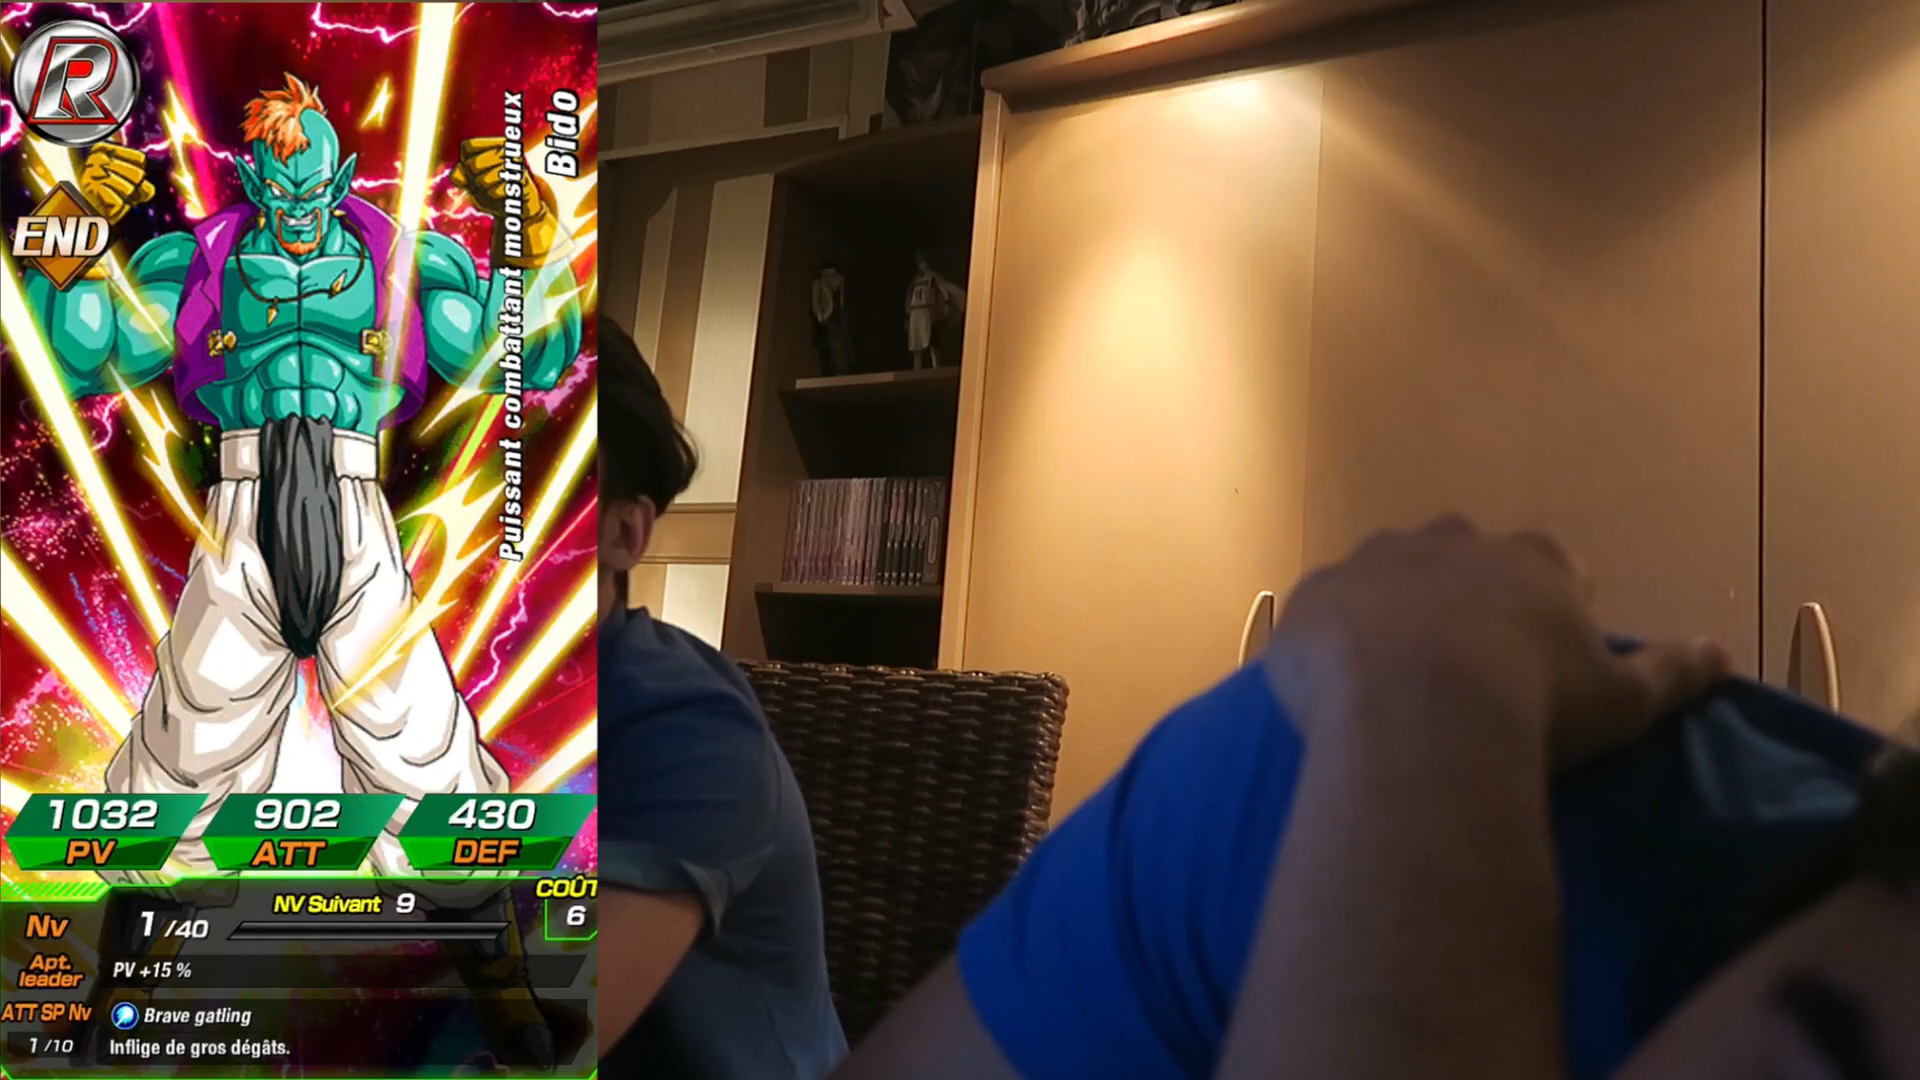 R
END
Puissant combattant monstrueux
Bido
1032
902
430
PV
ATT
DEF
NV Suivant 9
COÛT
6
Nv
1/40
Apt.
leader
PV +15 %
ATT SP Nv
Brave gatling
1/10
Inflige de gros dégâts.